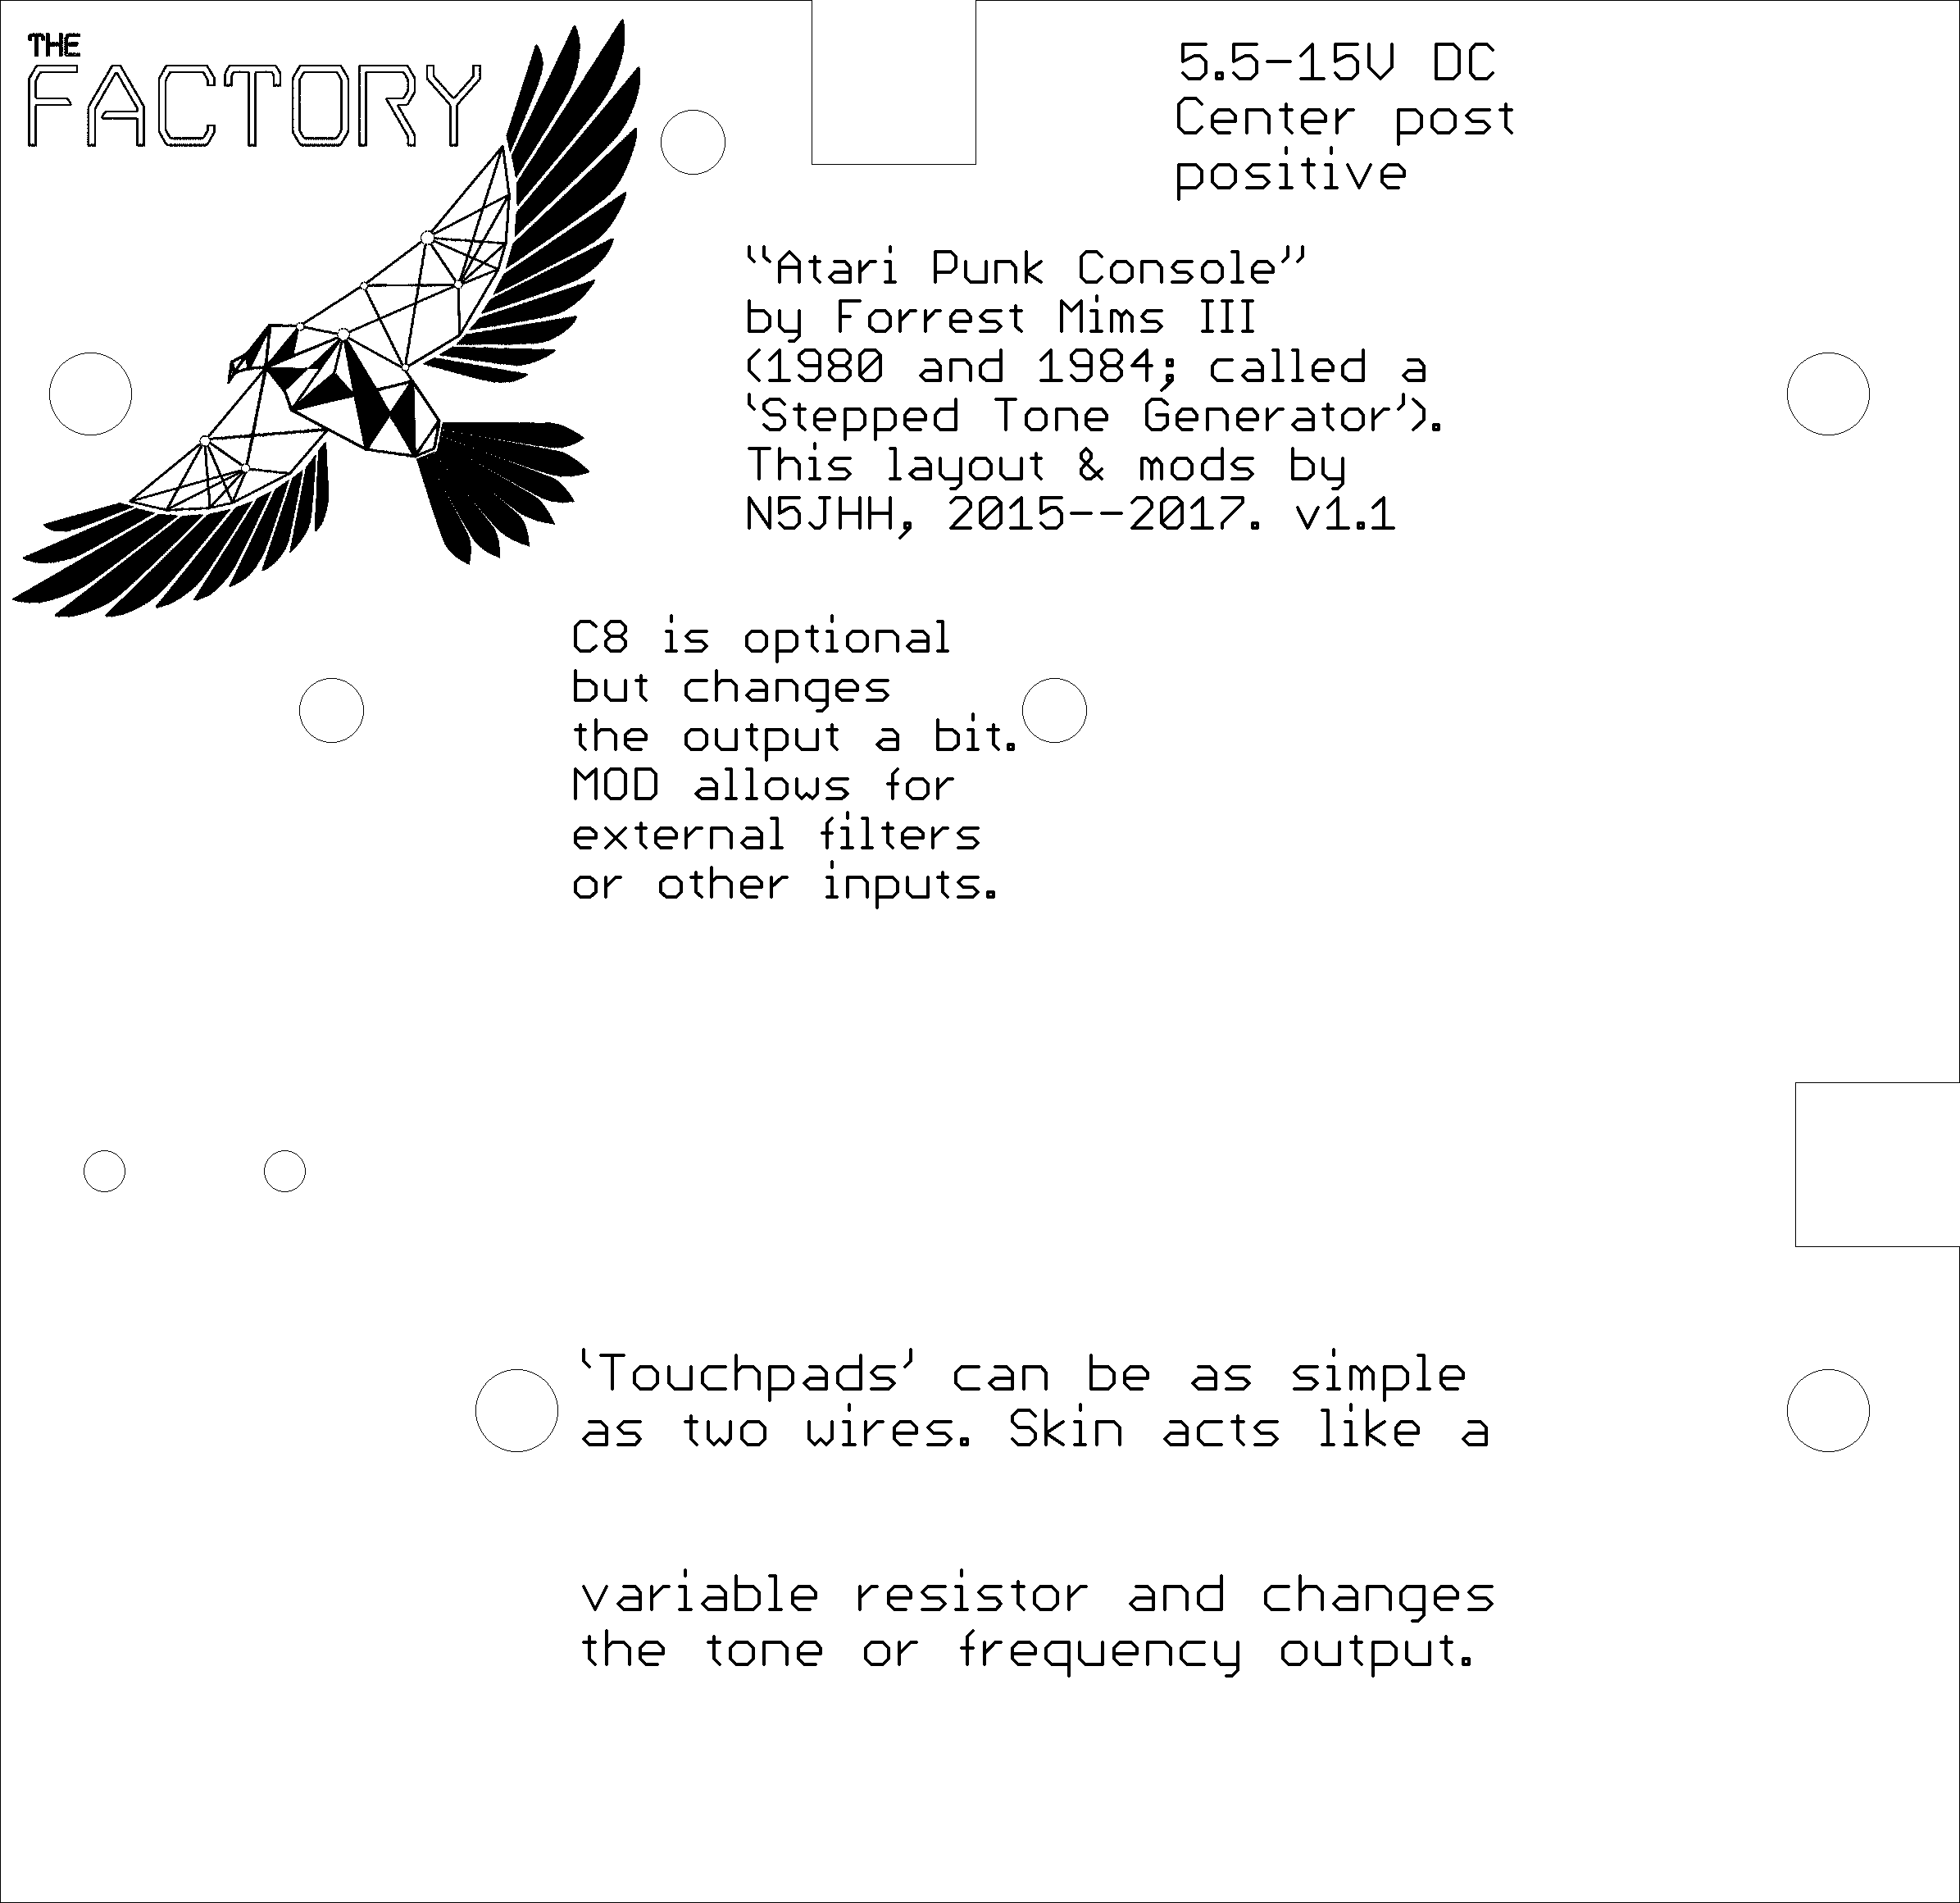 THE
FACTORY
5.5-15V DC
Center post
positive
“Atari Punk Console”
by Forrest Mims III
(1980 and 1984; called a
‘Stepped Tone Generator’).
This layout & mods by
N5JHH, 2015--2017. v1.1
C8 is optional
but changes
the output a bit.
MOD allows for
external filters
or other inputs.
‘Touchpads’ can be as simple
as two wires. Skin acts like a
variable resistor and changes
the tone or frequency output.